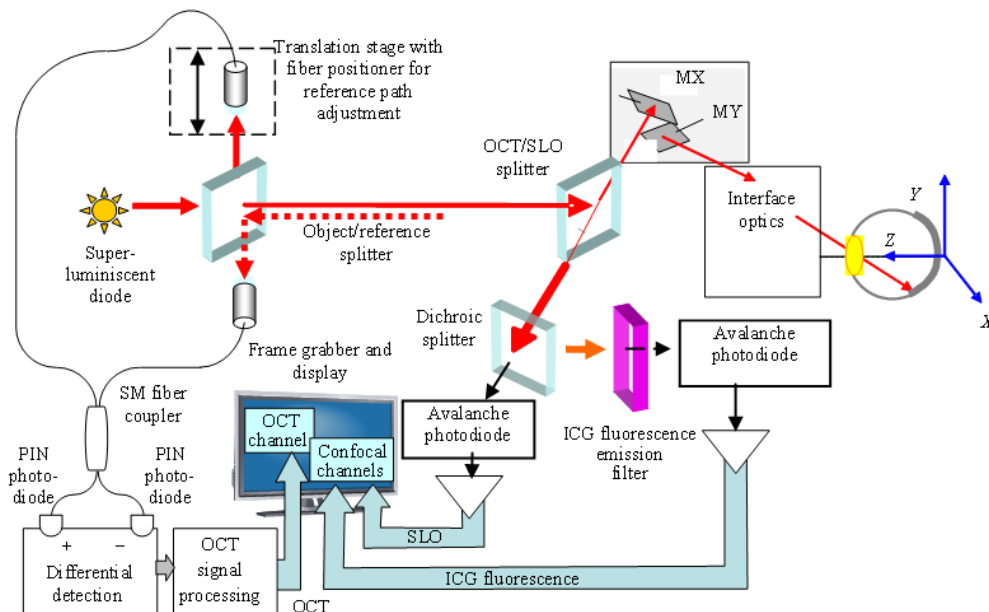 Translation stage with
fiber positioner for
reference path
adjustment
MX
MY
OCT/SLO
splitter
Interface
optics
Y
Z
X
Super-
luminiscent
diode
Object/reference
splitter
Dichroic
splitter
Avalanche
photodiode
Frame grabber and
display
SM fiber
coupler
OCT
channel
Confocal
channels
Avalanche
photodiode
ICG fluorescence
emission
filter
PIN
photo-
diode
PIN
photo-
diode
SLO
+ −
Differential
detection
OCT
signal
processing
ICG fluorescence
OCT